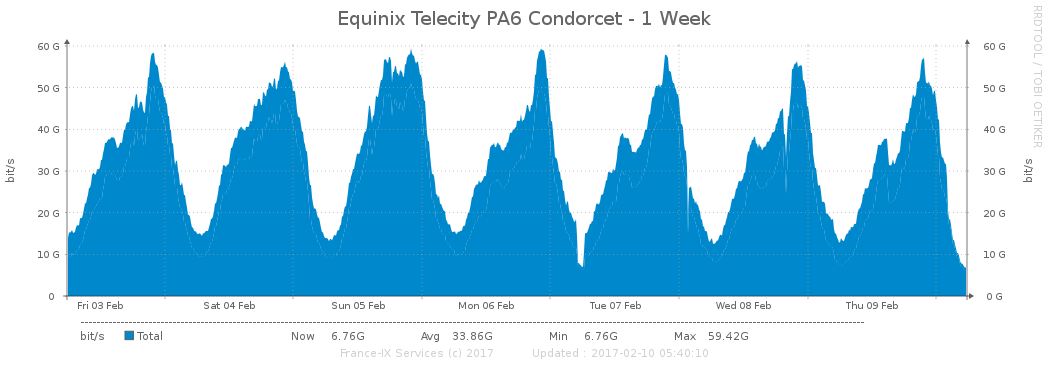 Equinix Telecity PA6 Condorcet - 1 Week
RRDTOOL / TOBI OETIKER
bit/s
60 G
50 G
40 G
30 G
20 G
10 G
0
60 G
50 G
40 G
30 G
20 G
10 G
0 G
bit/s
Fri 03 Feb Sat 04 Feb Sun 05 Feb Mon 06 Feb Tue 07 Feb Wed 08 Feb Thu 09 Feb
bit/s Total Now 6.76G Avg 33.86G Min 6.76G Max 59.42G
France-IX Services (c) 2017 Updated : 2017-02-10 05:40:10